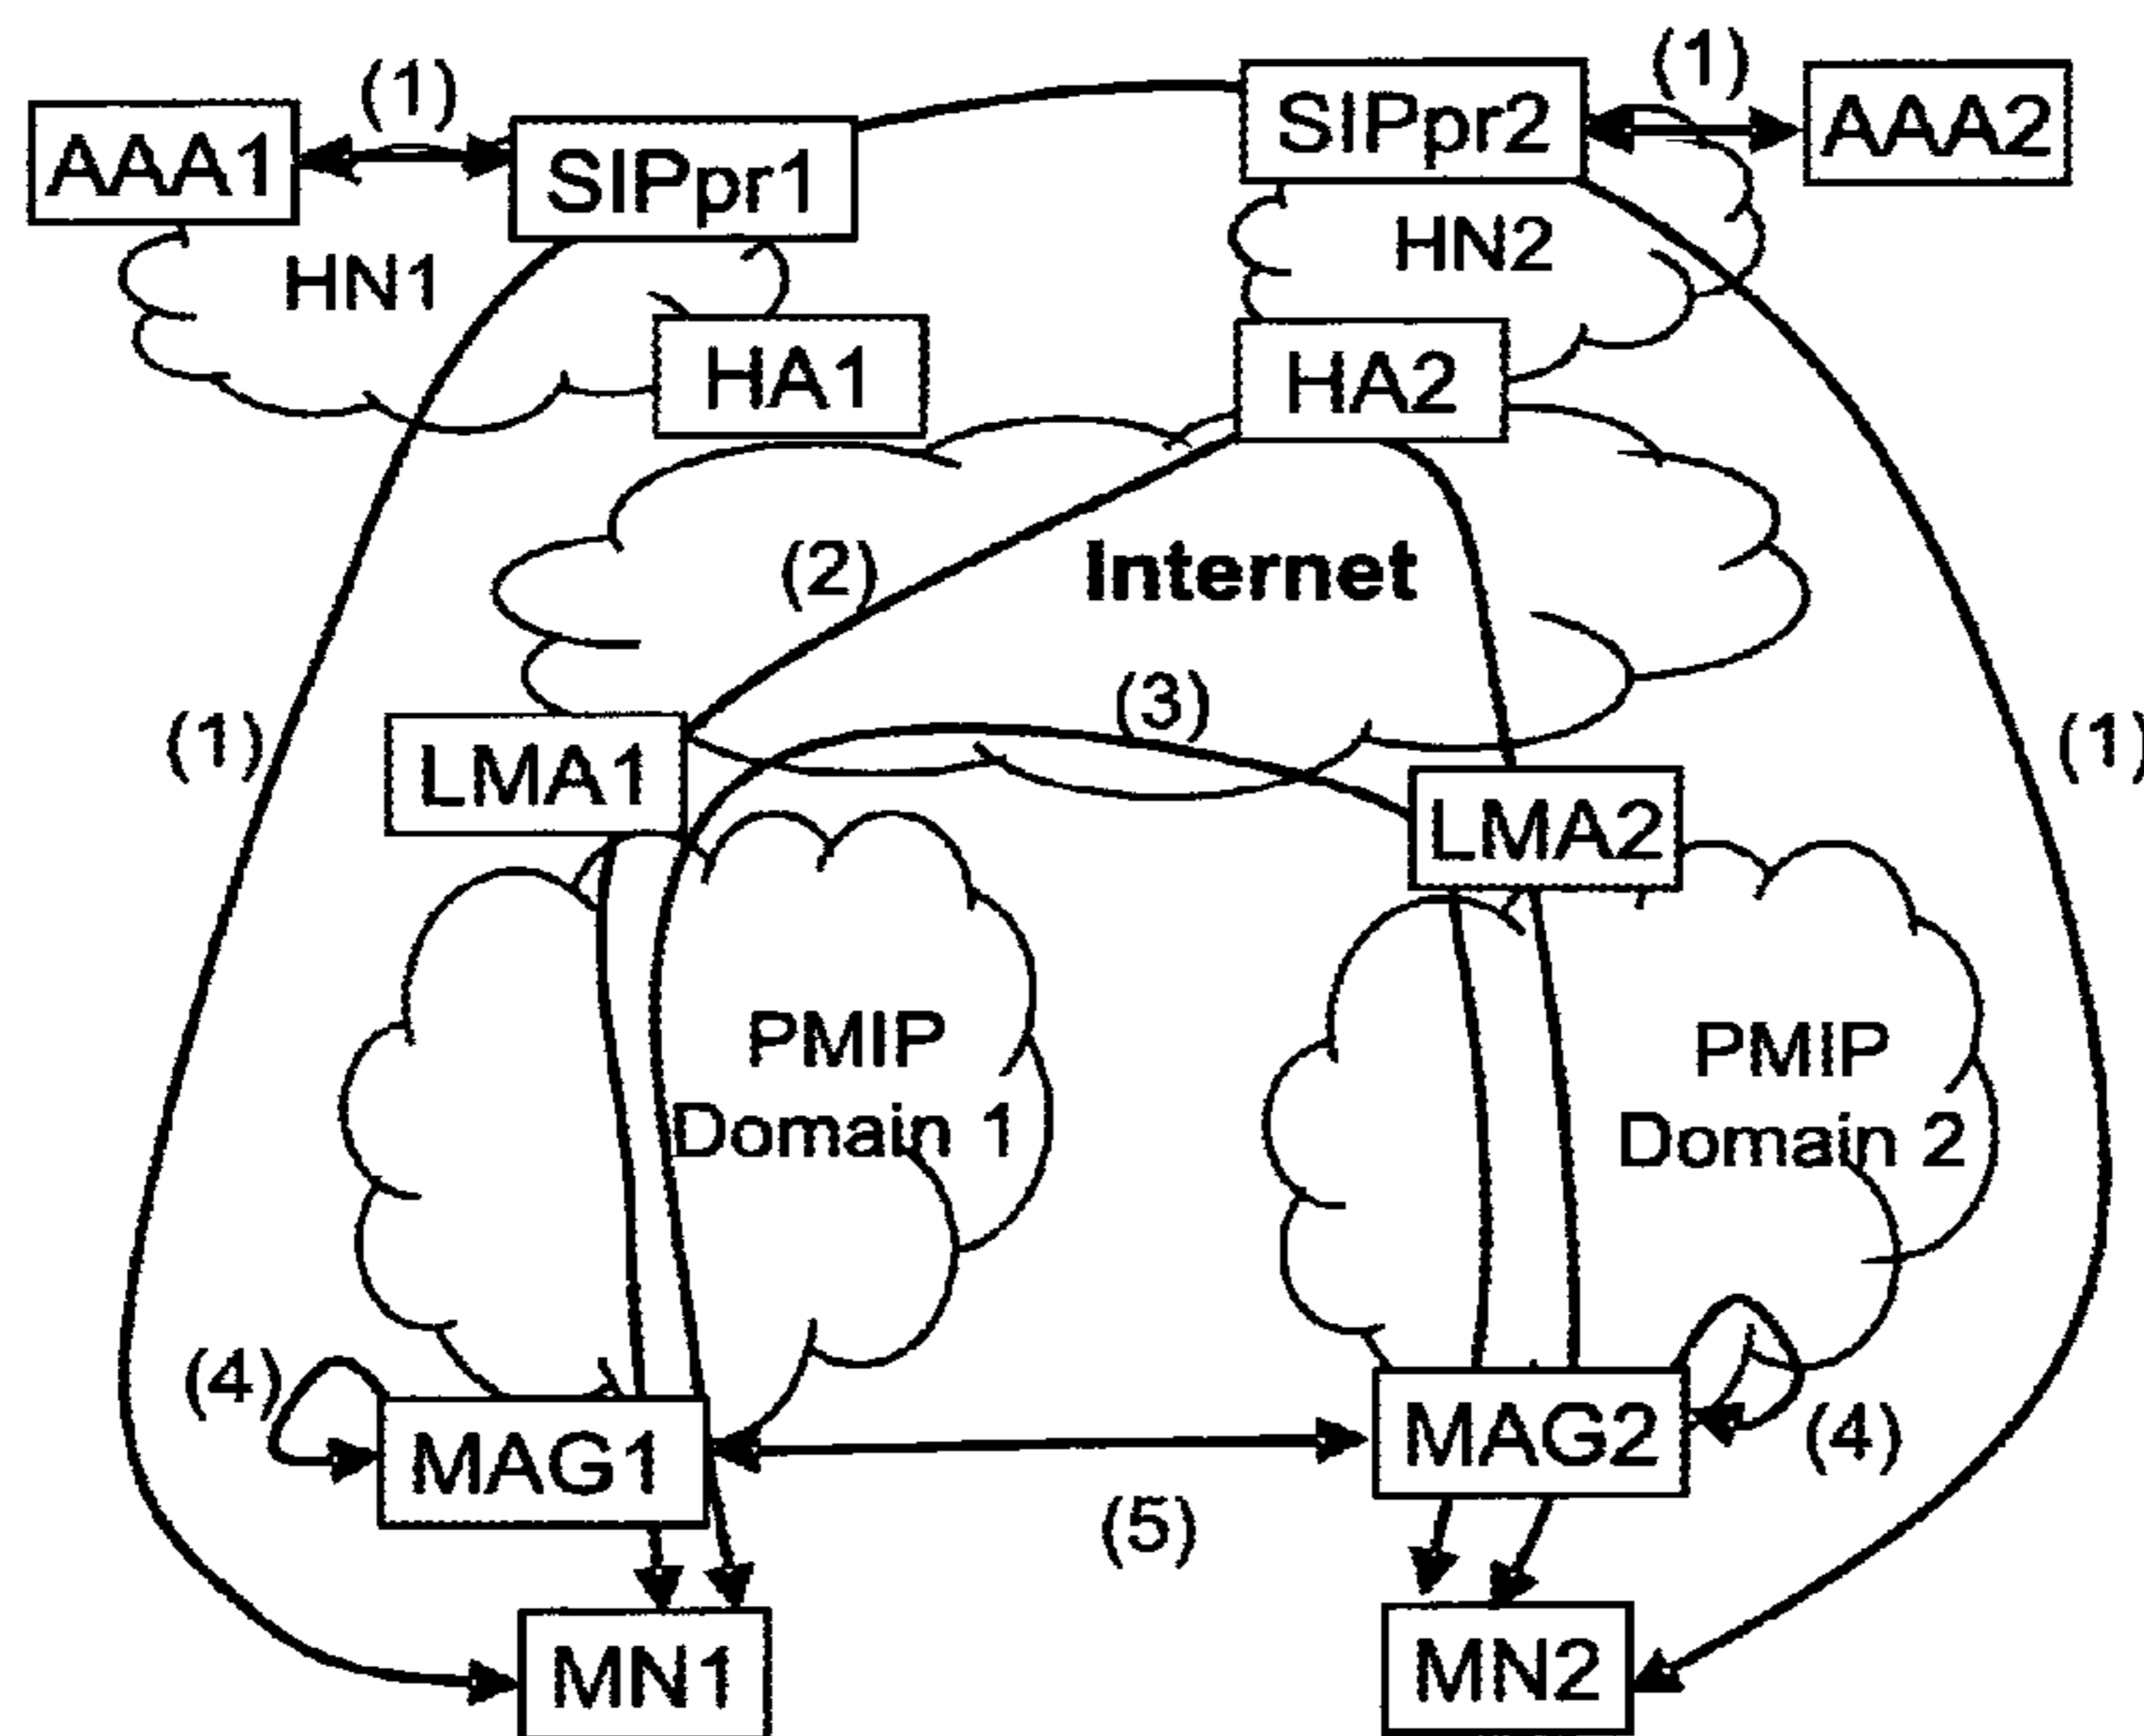 (1)
(1)
AAA1
SIPpr1
SIPpr2
AAA2
HN1
HN2
HA1
HA2
(2)
Internet
(3)
(1)
(1)
LMA1
LMA2
PMIP
Domain 1
PMIP
Domain 2
(4)
(4)
MAG1
MAG2
(5)
MN1
MN2